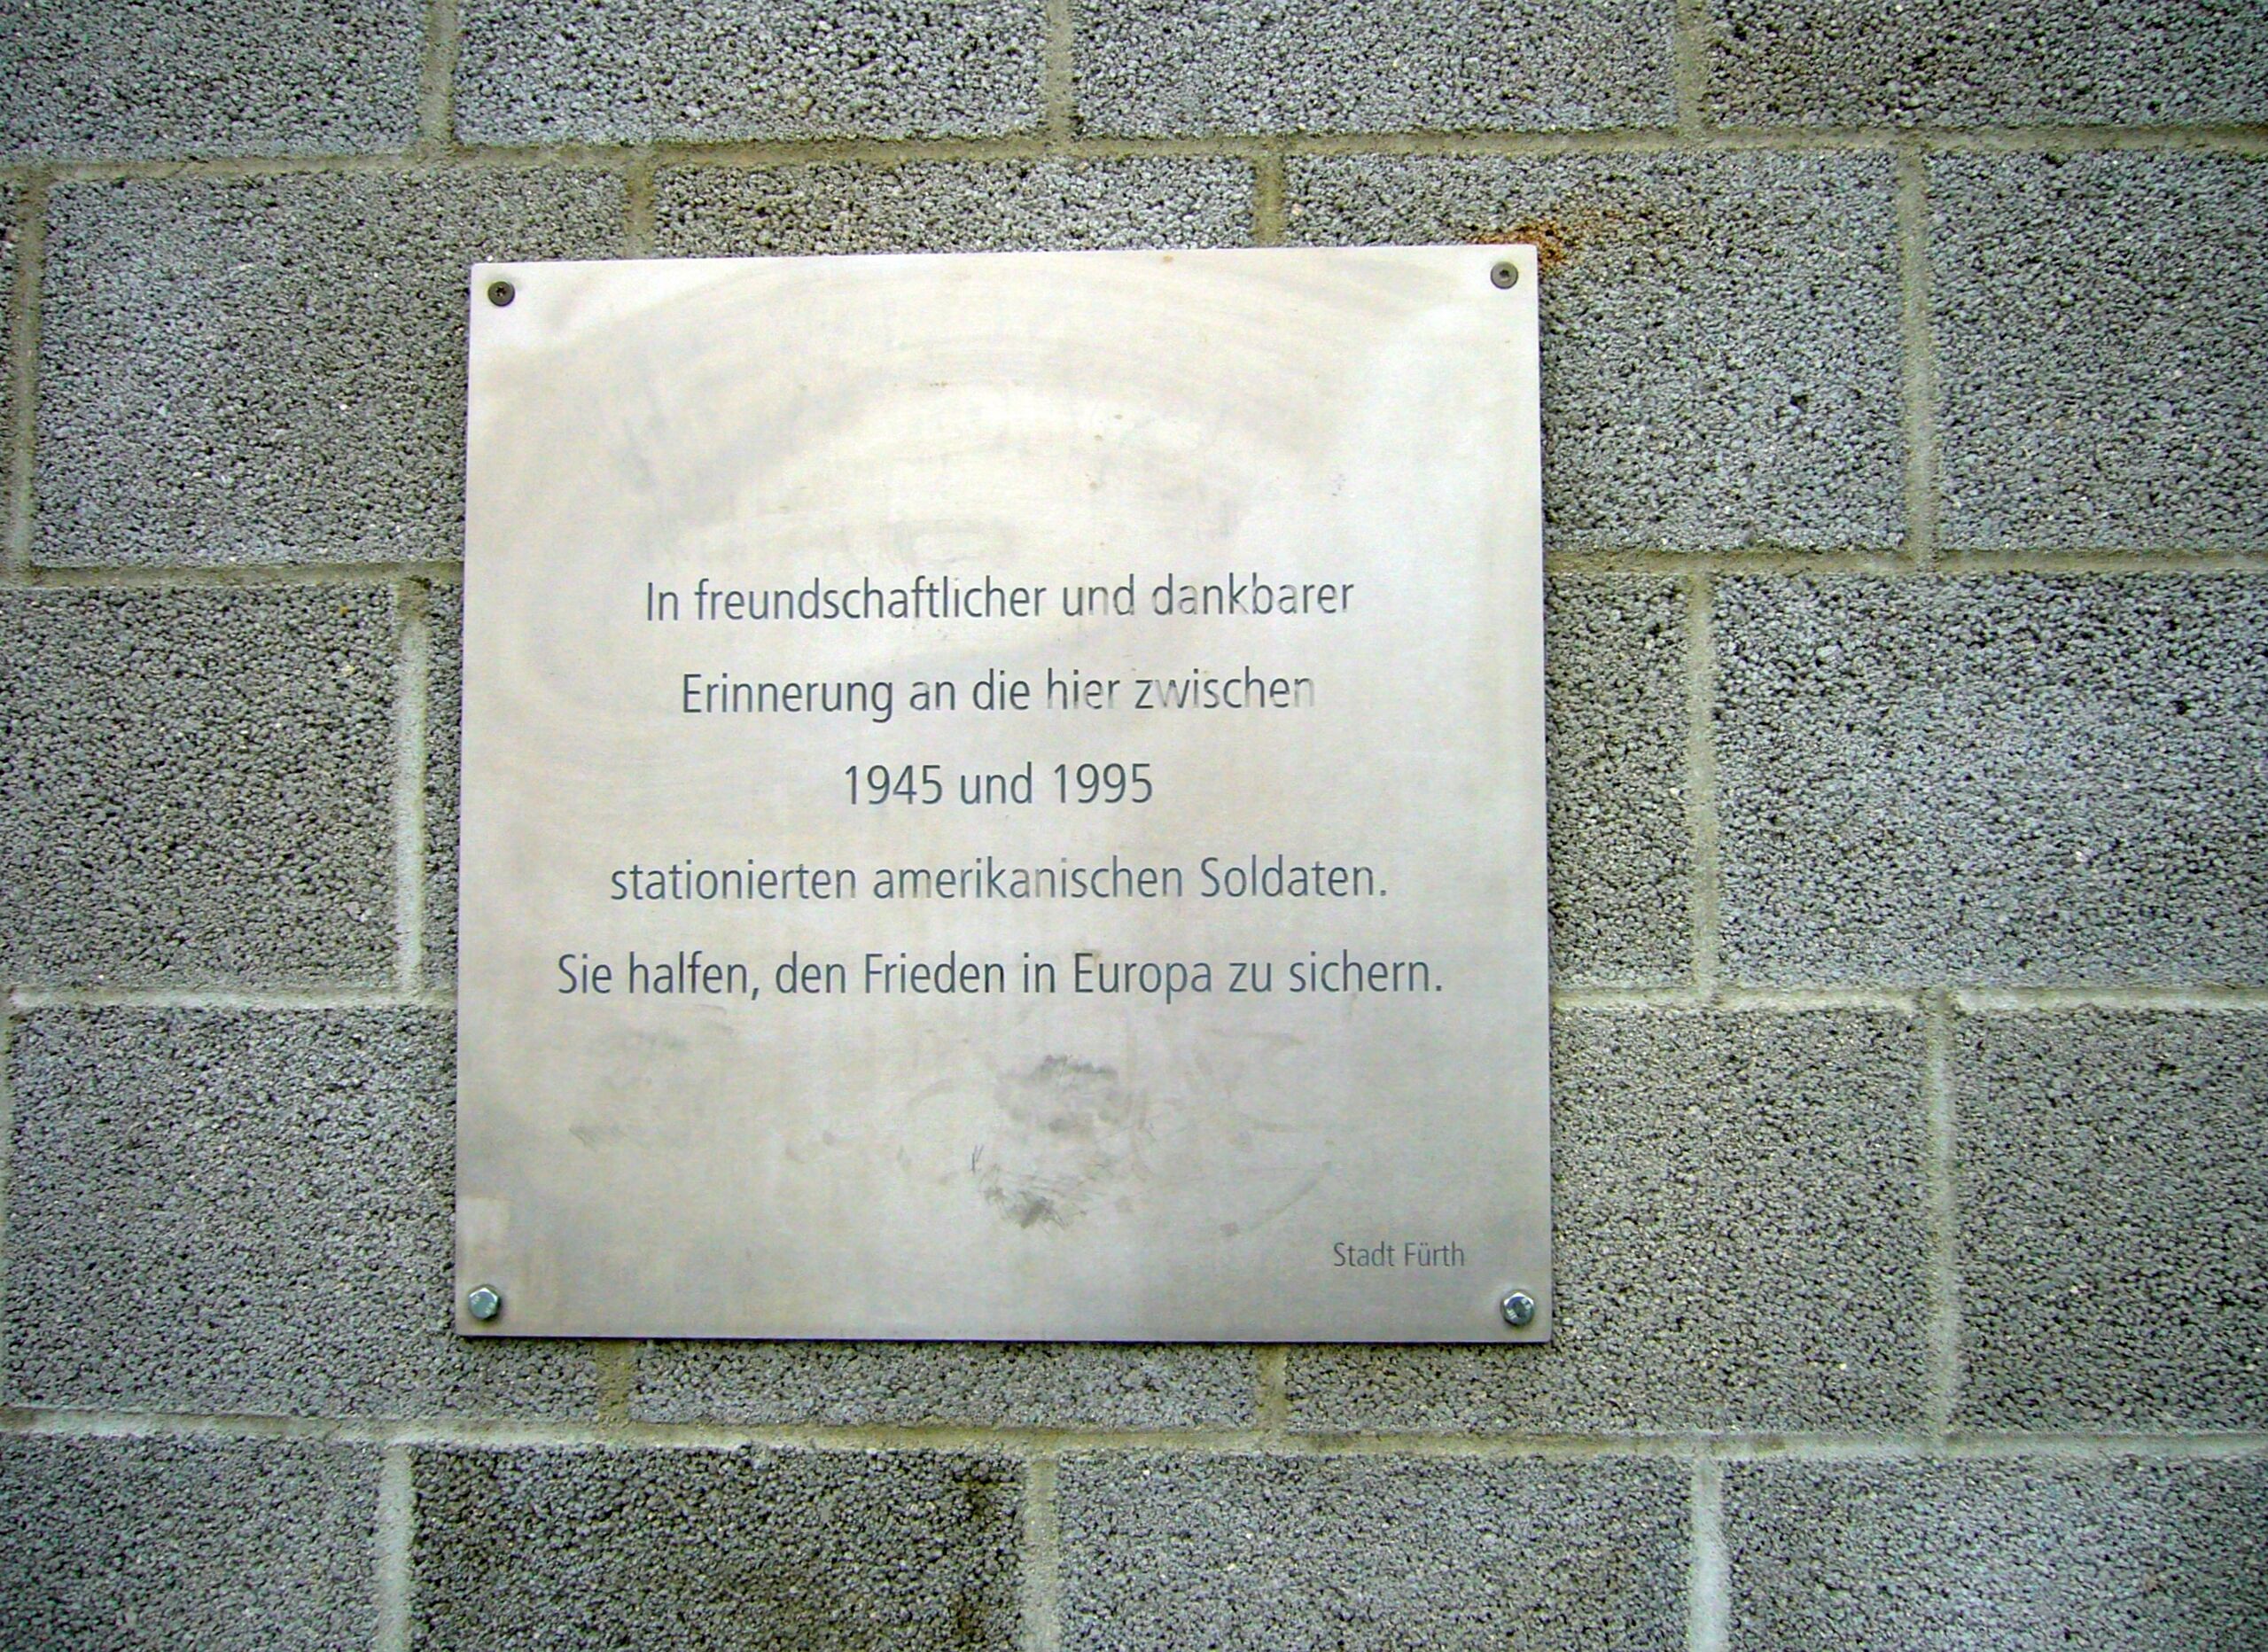 In freundschaftlicher und dankbarer
Erinnerung an die hier zwischen
1945 und 1995
stationierten amerikanischen Soldaten.
Sie halfen, den Frieden in Europa zu sichern.
Stadt Fürth